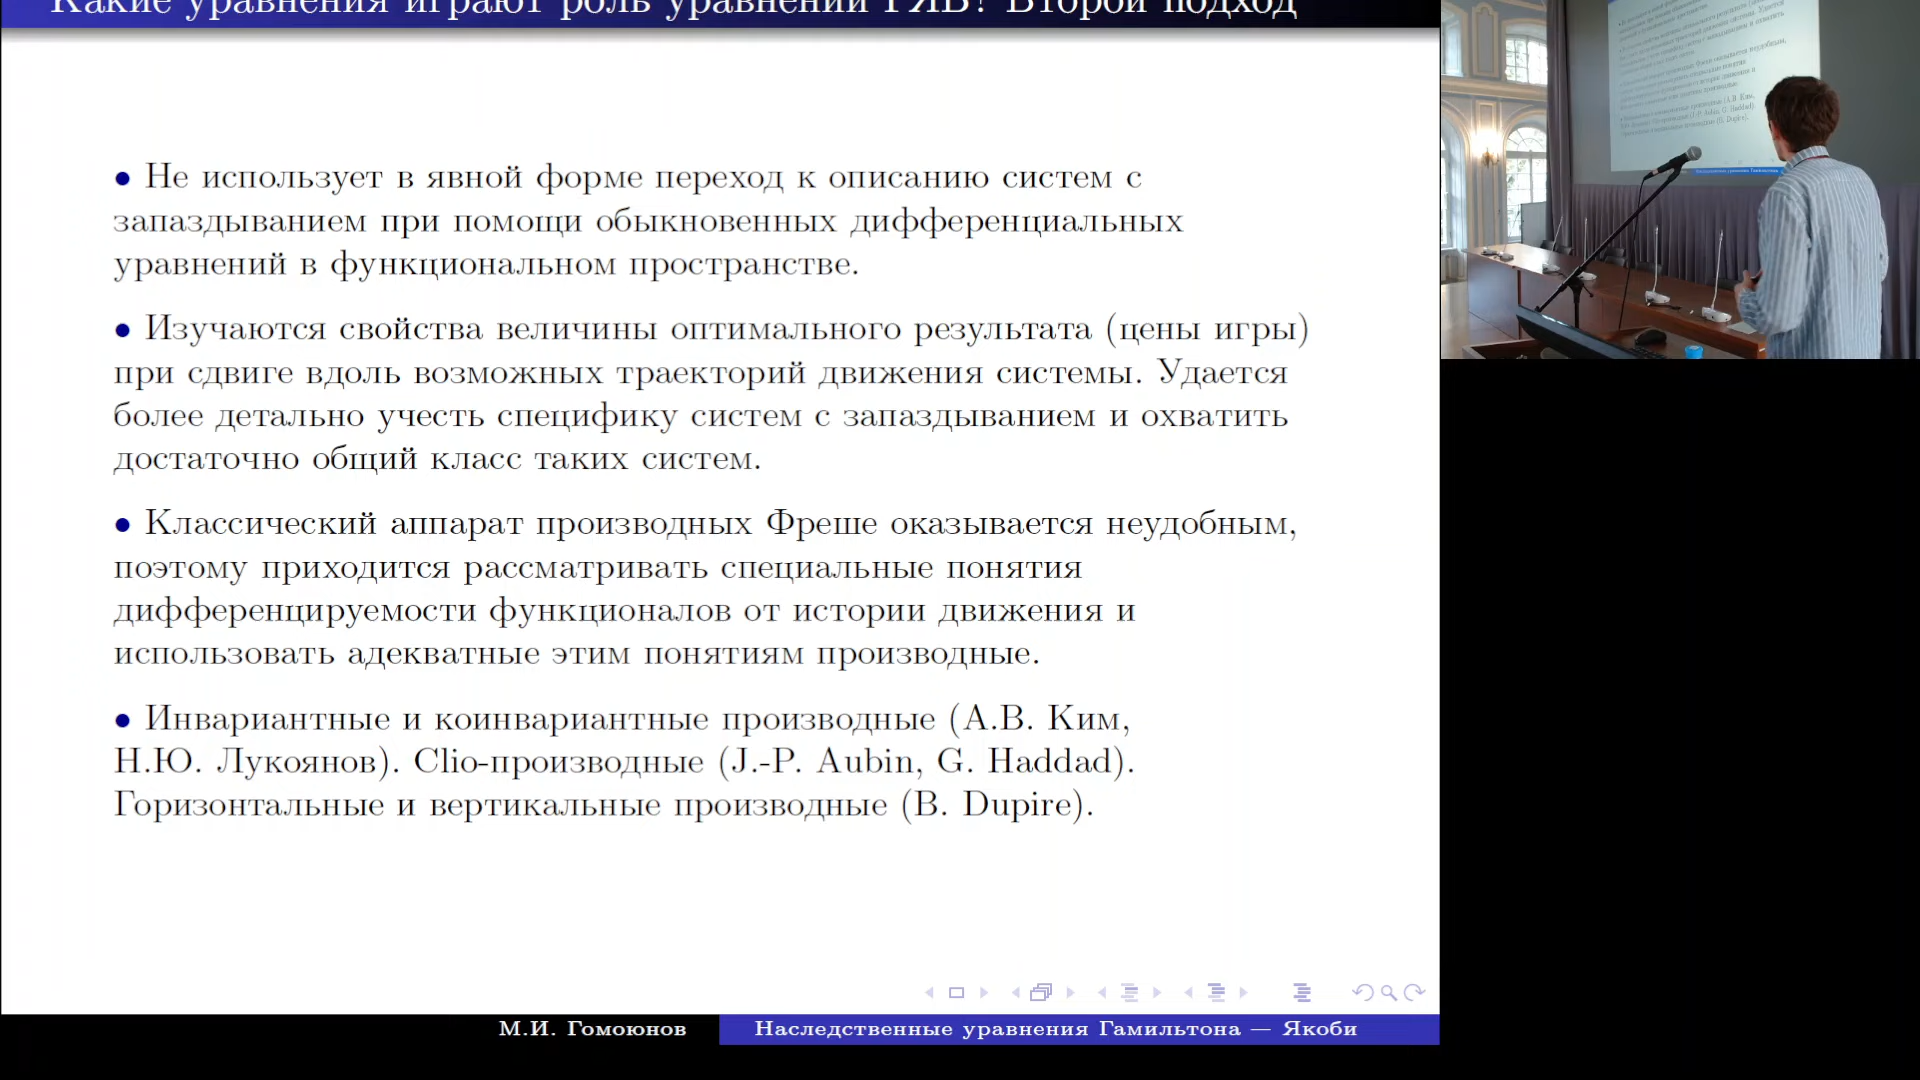 Какие уравнения играют роль уравнений ГЯБ? Второй подход
• Не использует в явной форме переход к описанию систем с
запаздыванием при помощи обыкновенных дифференциальных
уравнений в функциональном пространстве.
• Изучаются свойства величины оптимального результата (цены игры)
при сдвиге вдоль возможных траекторий движения системы. Удается
более детально учесть специфику систем с запаздыванием и охватить
достаточно общий класс таких систем.
• Классический аппарат производных Фреше оказывается неудобным,
поэтому приходится рассматривать специальные понятия
дифференцируемости функционалов от истории движения и
использовать адекватные этим понятиям производные.
• Инвариантные и коинвариантные производные (А.В. Ким,
Н.Ю. Лукоянов). Clio-производные (J.-P. Aubin, G. Haddad).
Горизонтальные и вертикальные производные (B. Dupire).
М.И. Гомоюнов
Наследственные уравнения Гамильтона — Якоби